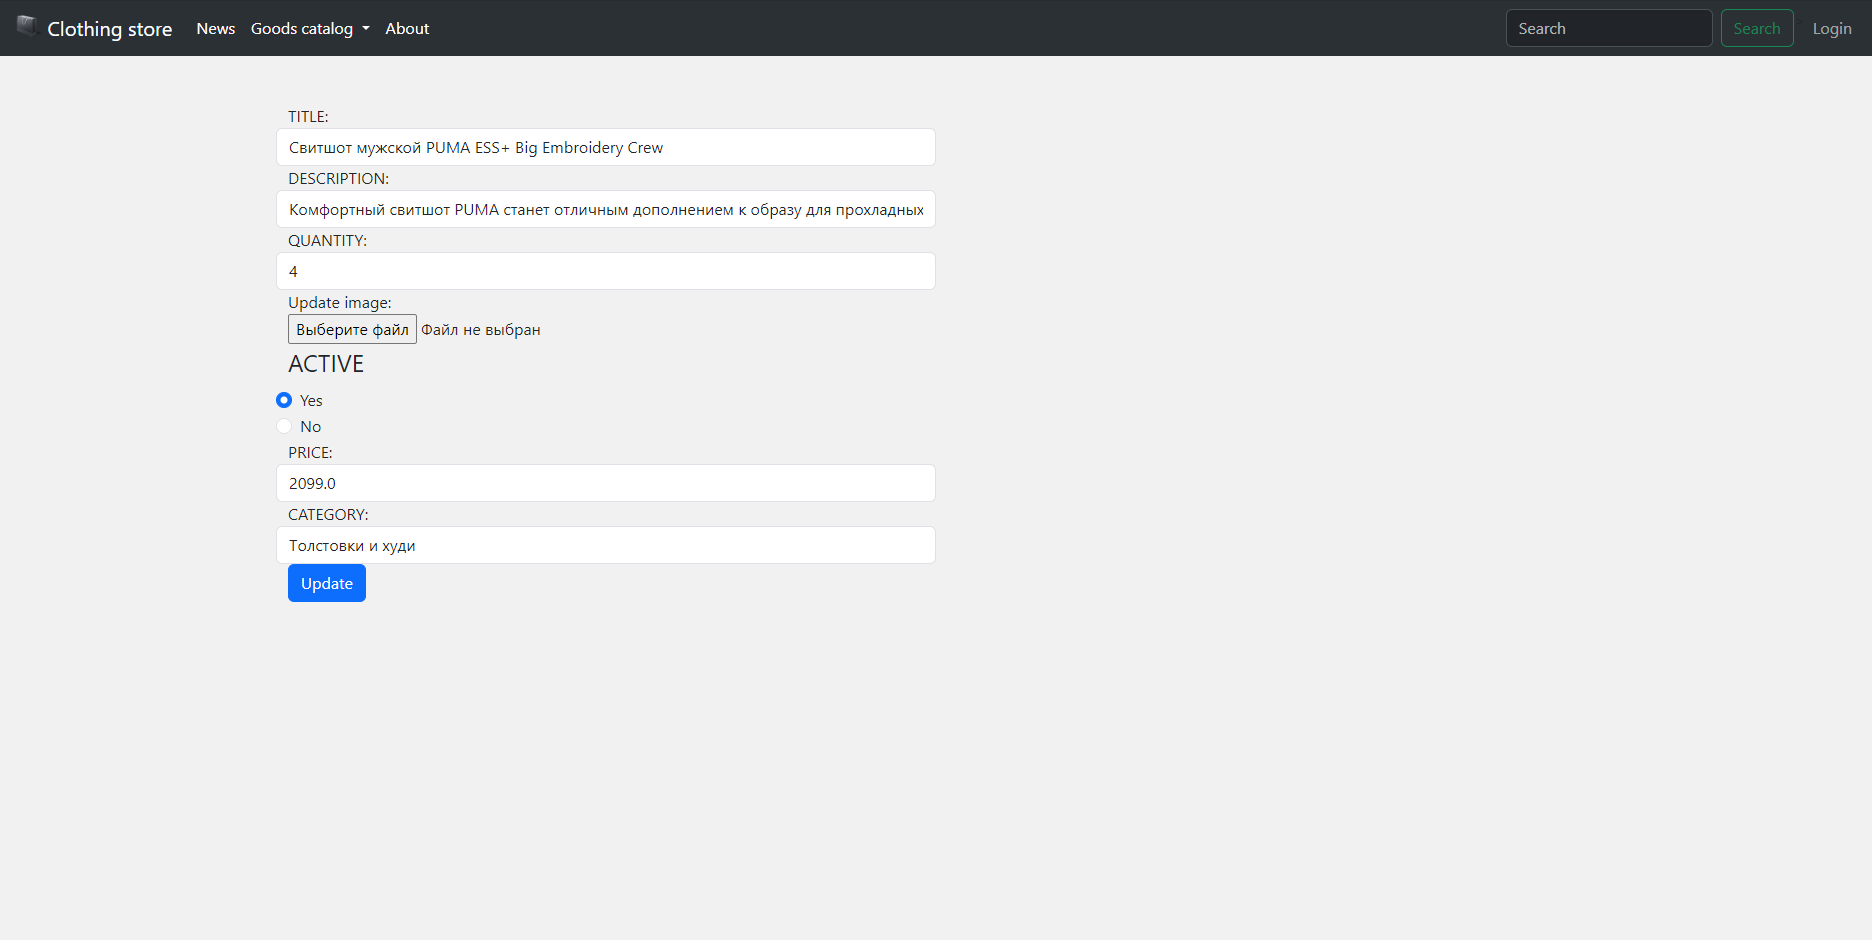 Clothing store News Goods catalog About Search Search Login
TITLE:
Свитшот мужской PUMA ESS+ Big Embroidery Crew
DESCRIPTION:
Комфортный свитшот PUMA станет отличным дополнением к образу для прохладных
QUANTITY:
4
Update image:
Выберите файл Файл не выбран
ACTIVE
Yes
No
PRICE:
2099.0
CATEGORY:
Толстовки и худи
Update